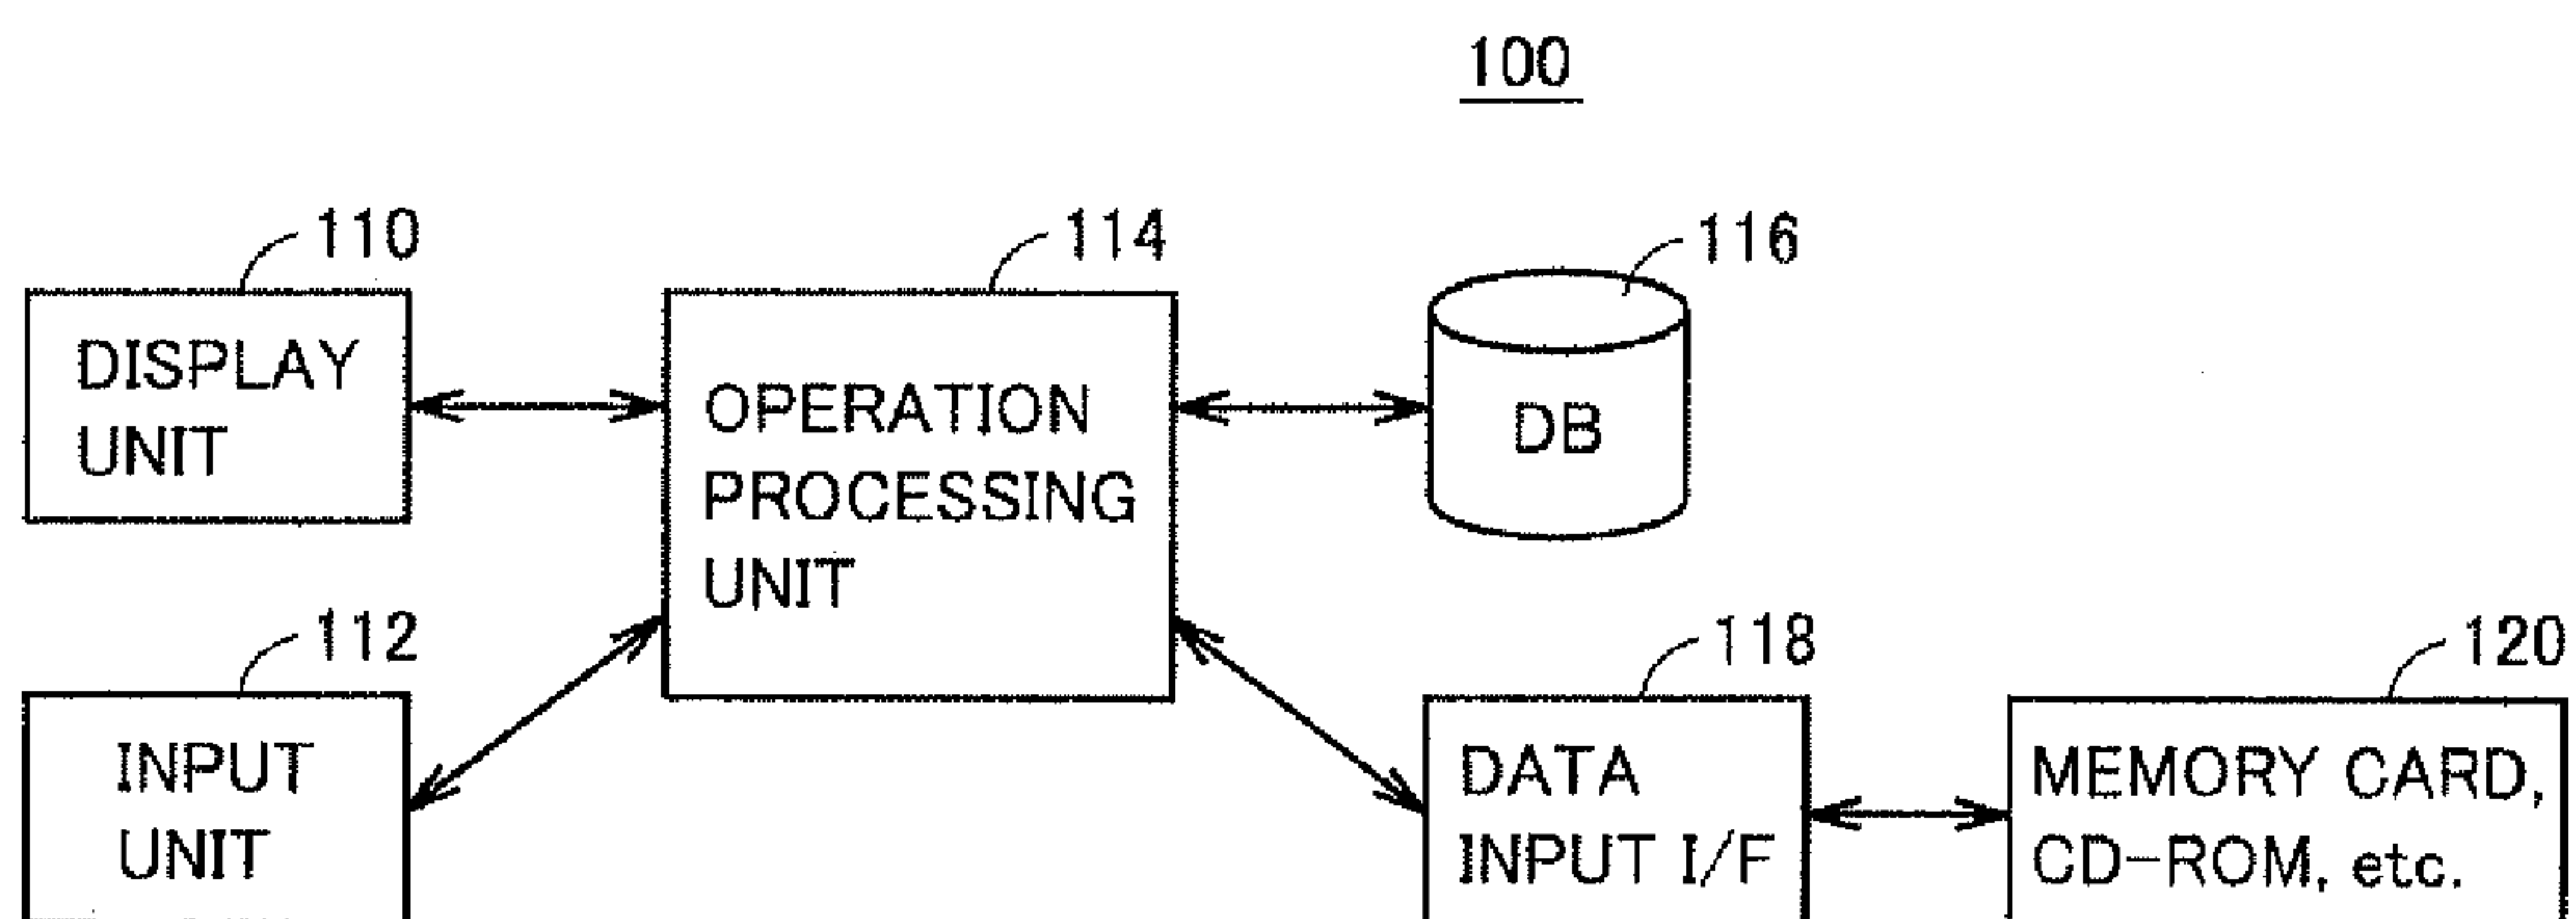 100
110
DISPLAY
UNIT
114
OPERATION
PROCESSING
UNIT
116
DB
112
INPUT
UNIT
118
DATA
INPUT I/F
120
MEMORY CARD,
CD-ROM, etc.